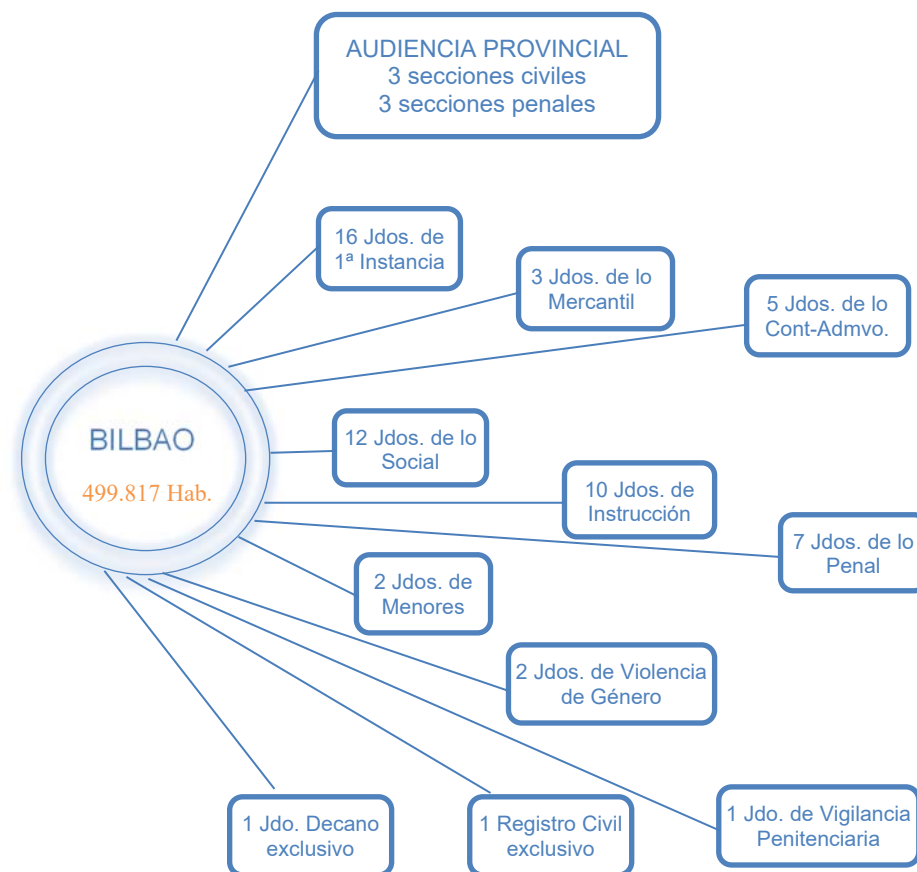 AUDIENCIA PROVINCIAL
3 secciones civiles
3 secciones penales
16 Jdos. de
1ª Instancia
3 Jdos. de lo
Mercantil
5 Jdos. de lo
Cont-Admvo.
BILBAO
499.817 Hab.
12 Jdos. de lo
Social
10 Jdos. de
Instrucción
7 Jdos. de lo
Penal
2 Jdos. de
Menores
2 Jdos. de Violencia
de Género
1 Jdo. Decano
exclusivo
1 Registro Civil
exclusivo
1 Jdo. de Vigilancia
Penitenciaria